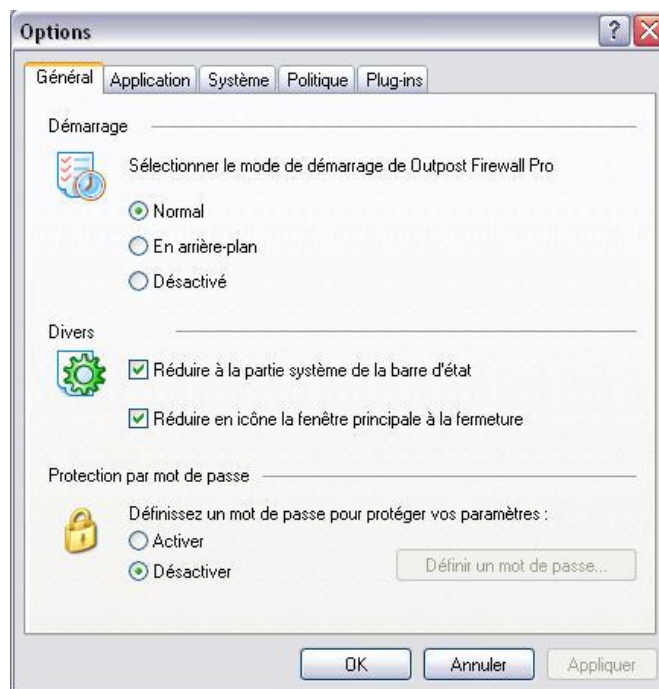 Options
Général Application Système Politique Plug-ins
Démarrage
Sélectionner le mode de démarrage de Outpost Firewall Pro
Normal
En arrière-plan
Désactivé
Divers
Réduire à la partie système de la barre d'état
Réduire en icône la fenêtre principale à la fermeture
Protection par mot de passe
Définissez un mot de passe pour protéger vos paramètres :
Activer
Désactiver
Définir un mot de passe...
OK Annuler Appliquer